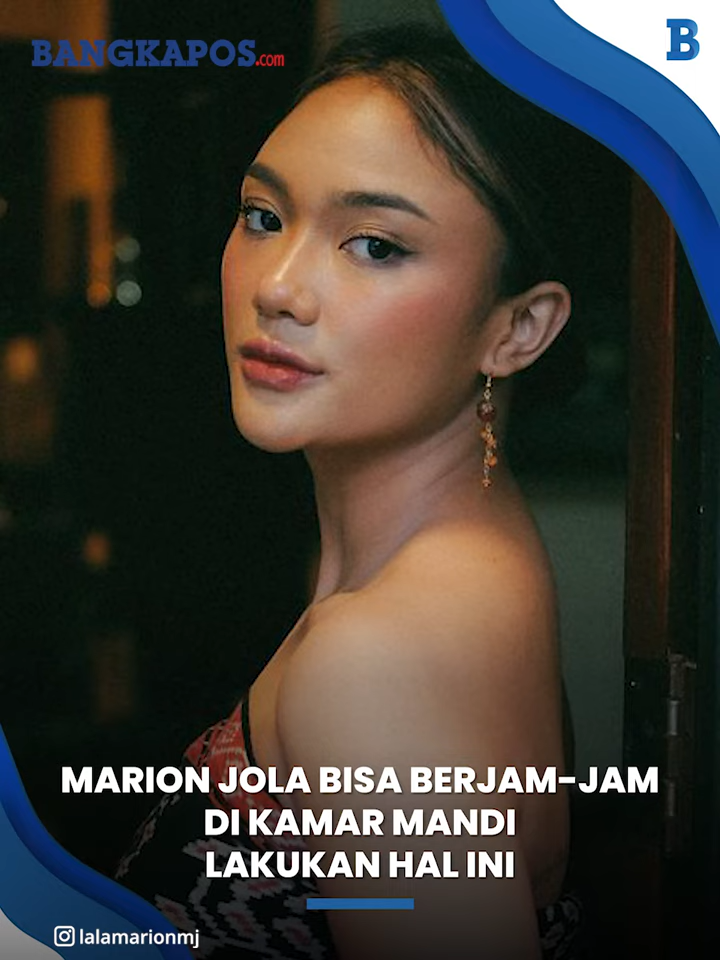 BANGKAPOS.com
B
MARION JOLA BISA BERJAM-JAM
DI KAMAR MANDI
LAKUKAN HAL INI
lalamarionmj